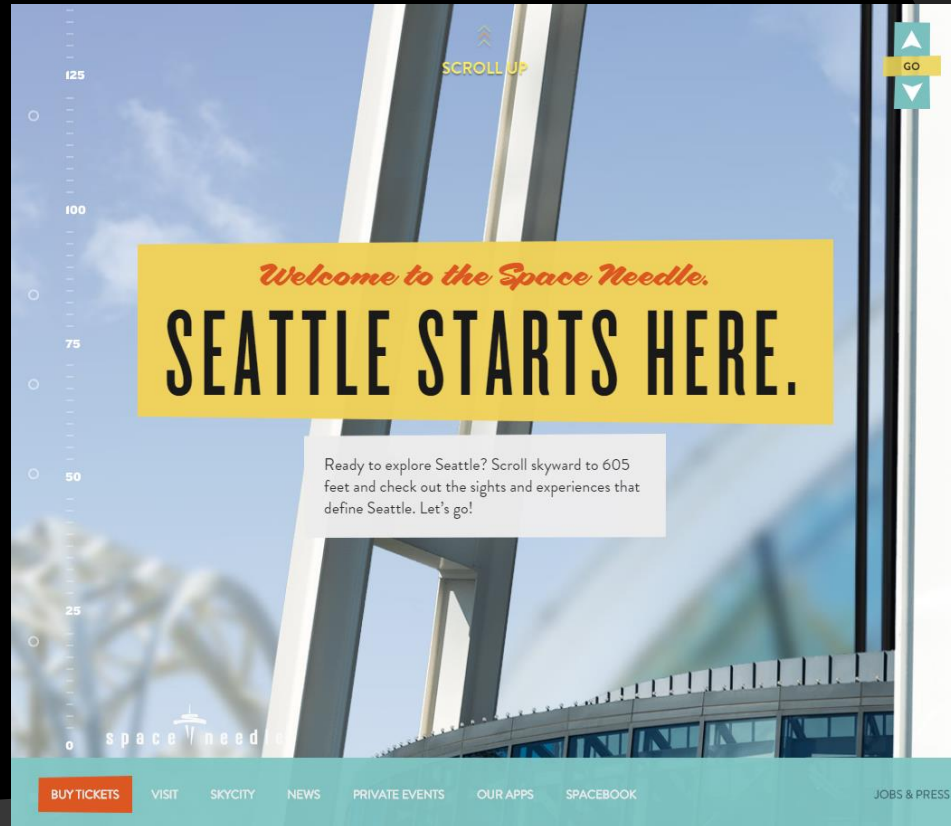 SCROLL UP
GO
125
100
75
50
25
0
Welcome to the Space Needle.
SEATTLE STARTS HERE.
Ready to explore Seattle? Scroll skyward to 605
feet and check out the sights and experiences that
define Seattle. Let's go!
space needle
BUY TICKETS VISIT SKYCITY NEWS PRIVATE EVENTS OUR APPS SPACEBOOK JOBS & PRESS